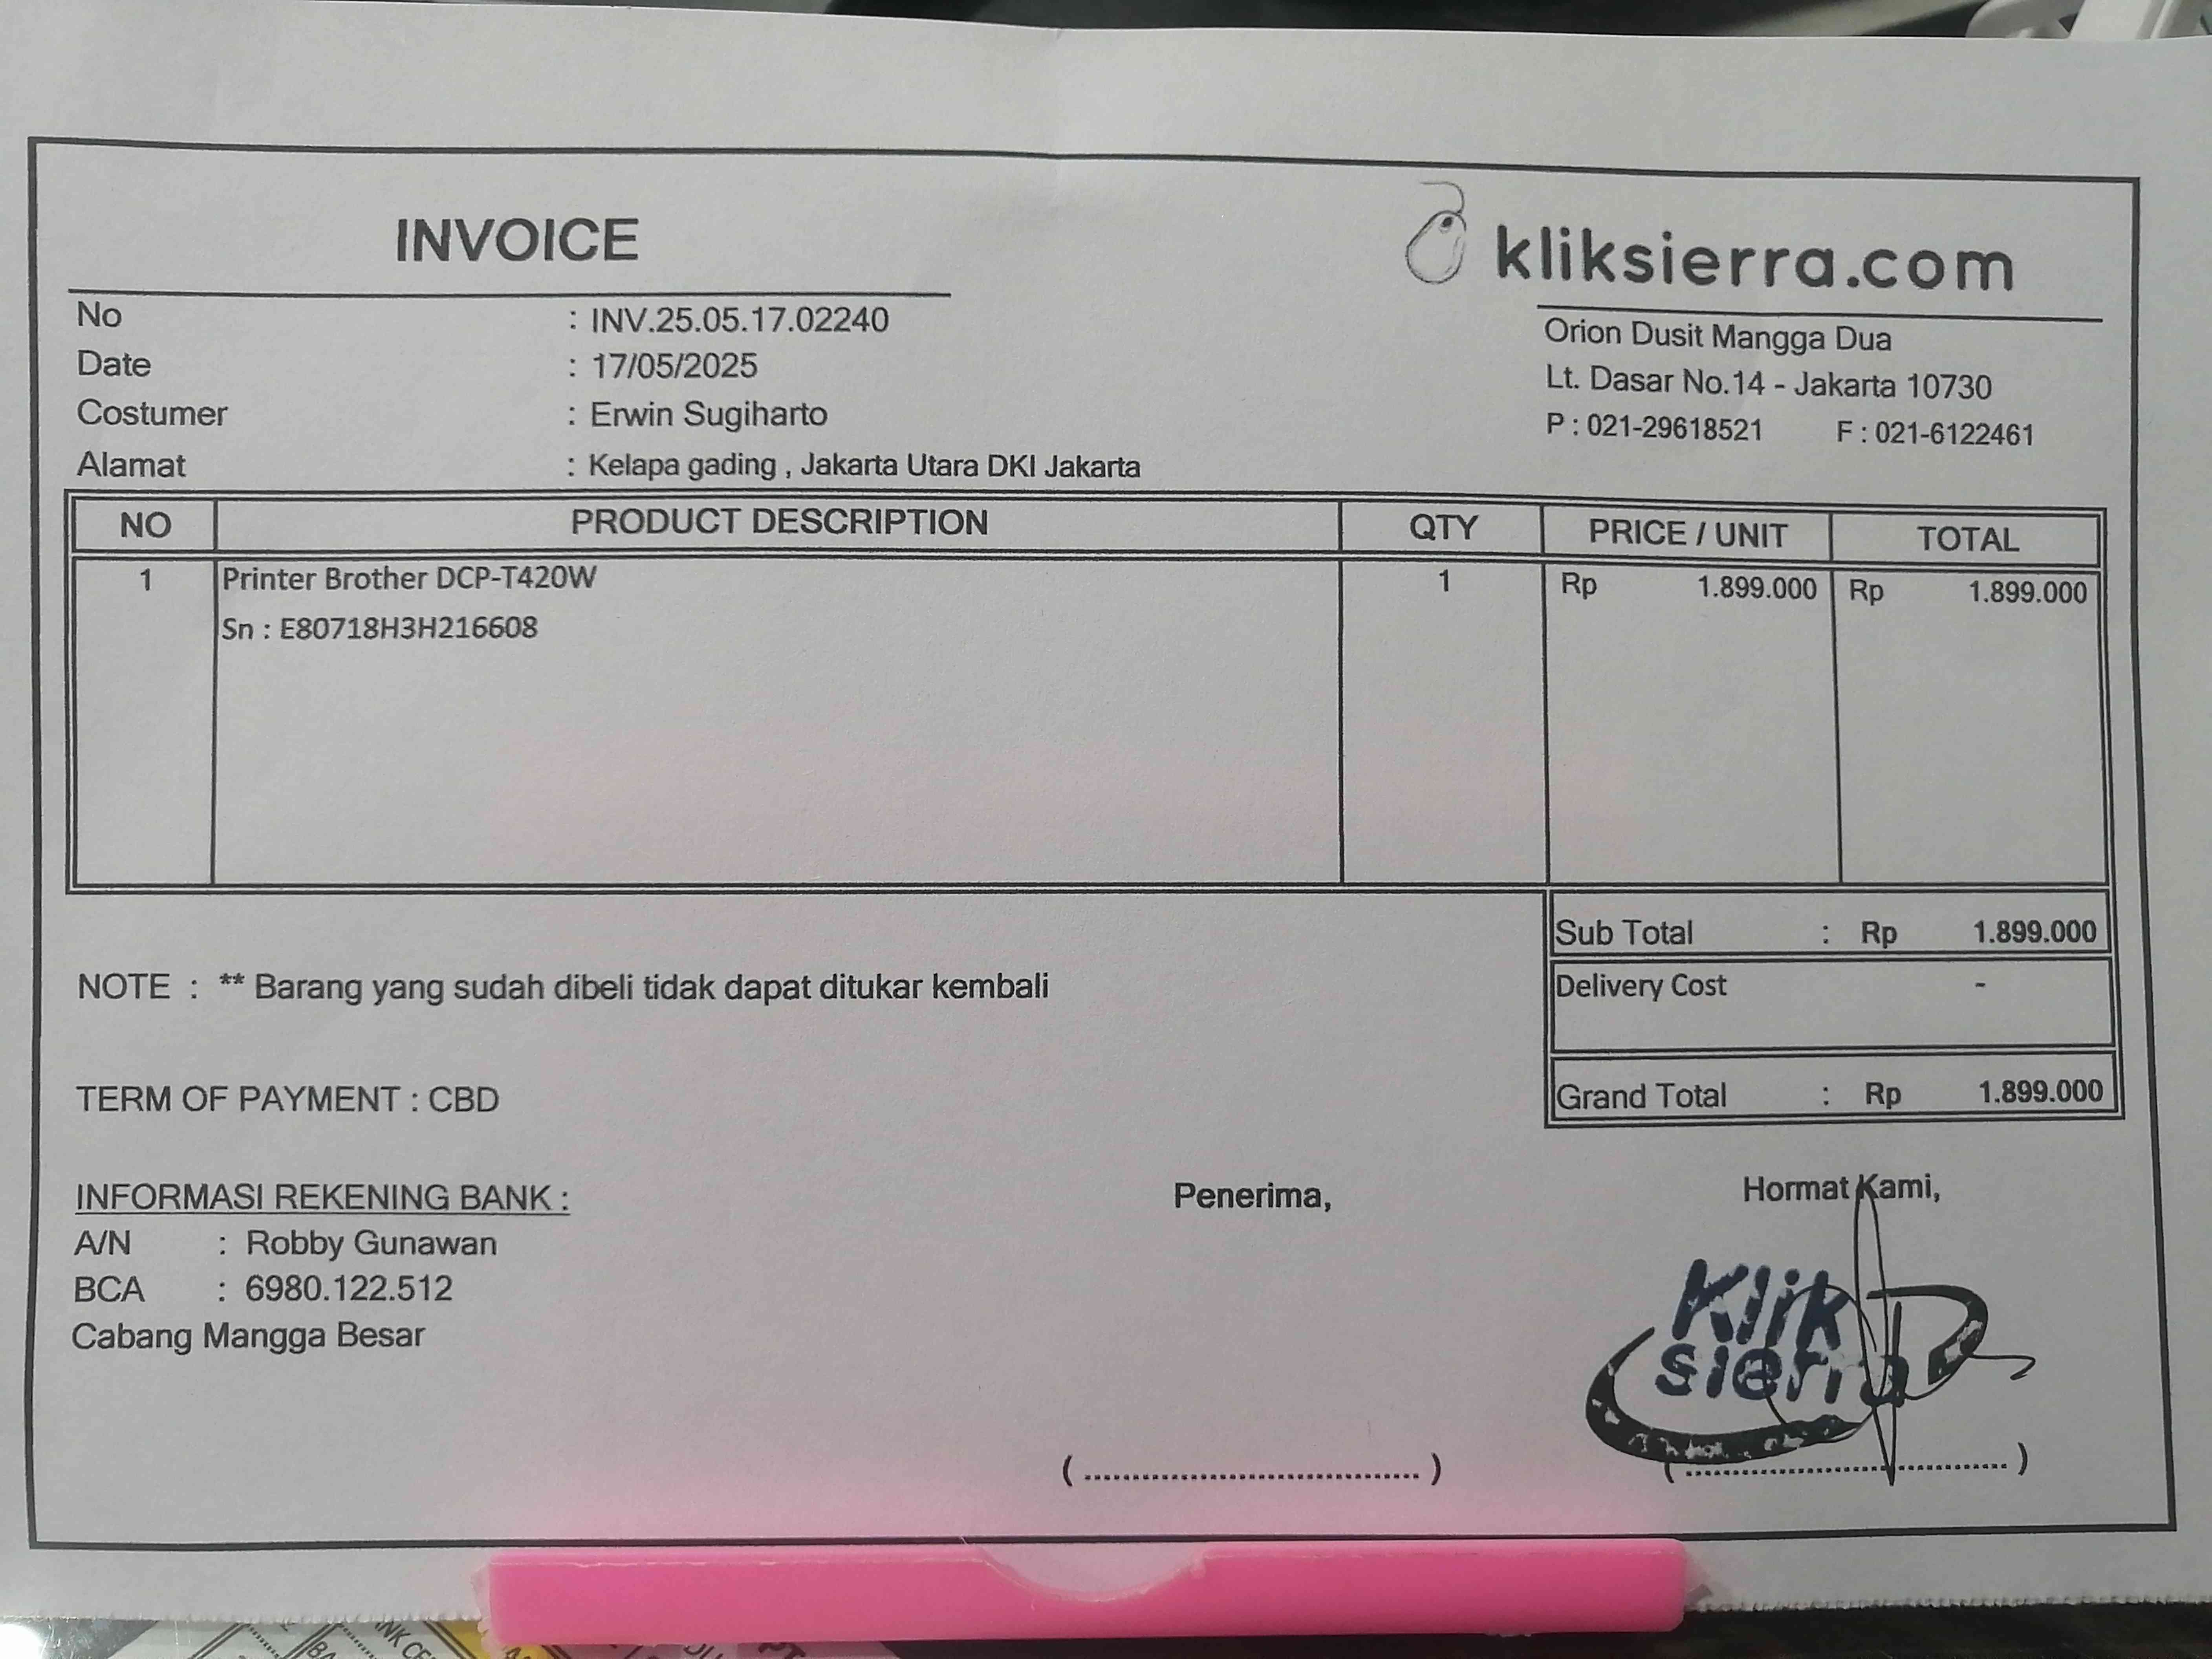 INVOICE
kliksierra.com
No : INV.25.05.17.02240
Date : 17/05/2025
Costumer : Erwin Sugiharto
Alamat : Kelapa gading , Jakarta Utara DKI Jakarta
Orion Dusit Mangga Dua
Lt. Dasar No.14 - Jakarta 10730
P : 021-29618521 F : 021-6122461
NO PRODUCT DESCRIPTION QTY PRICE / UNIT TOTAL
1 Printer Brother DCP-T420W 1 Rp 1.899.000 Rp 1.899.000
Sn : E80718H3H216608
Sub Total : Rp 1.899.000
Delivery Cost -
Grand Total : Rp 1.899.000
NOTE : ** Barang yang sudah dibeli tidak dapat ditukar kembali
TERM OF PAYMENT : CBD
INFORMASI REKENING BANK :
A/N : Robby Gunawan
BCA : 6980.122.512
Cabang Mangga Besar
Penerima,
Hormat Kami,
Klik
sierra
( ........................................ )
( ........................................ )